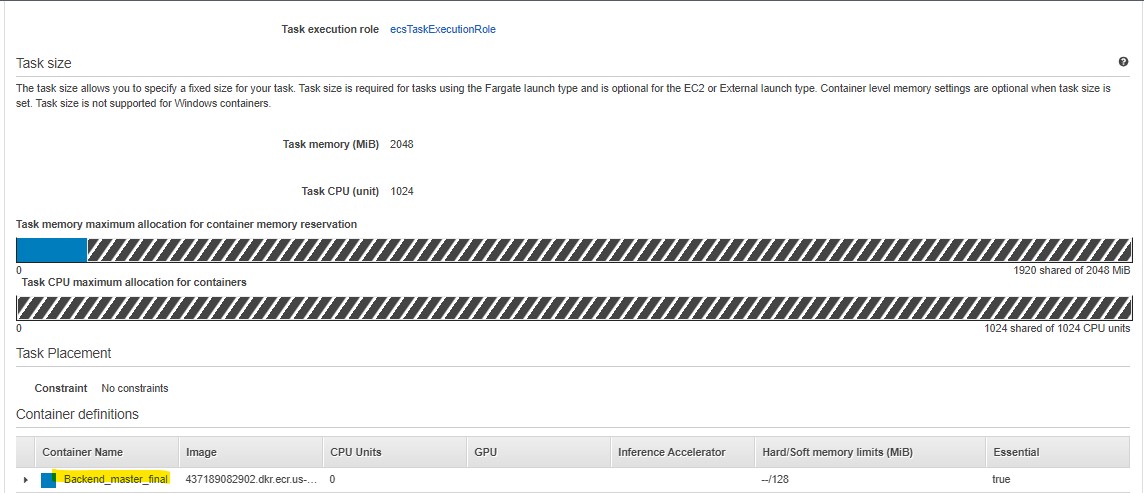 Task execution role ecsTaskExecutionRole
Task size
The task size allows you to specify a fixed size for your task. Task size is required for tasks using the Fargate launch type and is optional for the EC2 or External launch type. Container level memory settings are optional when task size is
set. Task size is not supported for Windows containers.
Task memory (MiB) 2048
Task CPU (unit) 1024
Task memory maximum allocation for container memory reservation
0 1920 shared of 2048 MiB
Task CPU maximum allocation for containers
0 1024 shared of 1024 CPU units
Task Placement
Constraint No constraints
Container definitions
Container Name Image CPU Units GPU Inference Accelerator Hard/Soft memory limits (MiB) Essential
Backend_master_final 437189082902.dkr.ecr.us-... 0 --/128 true